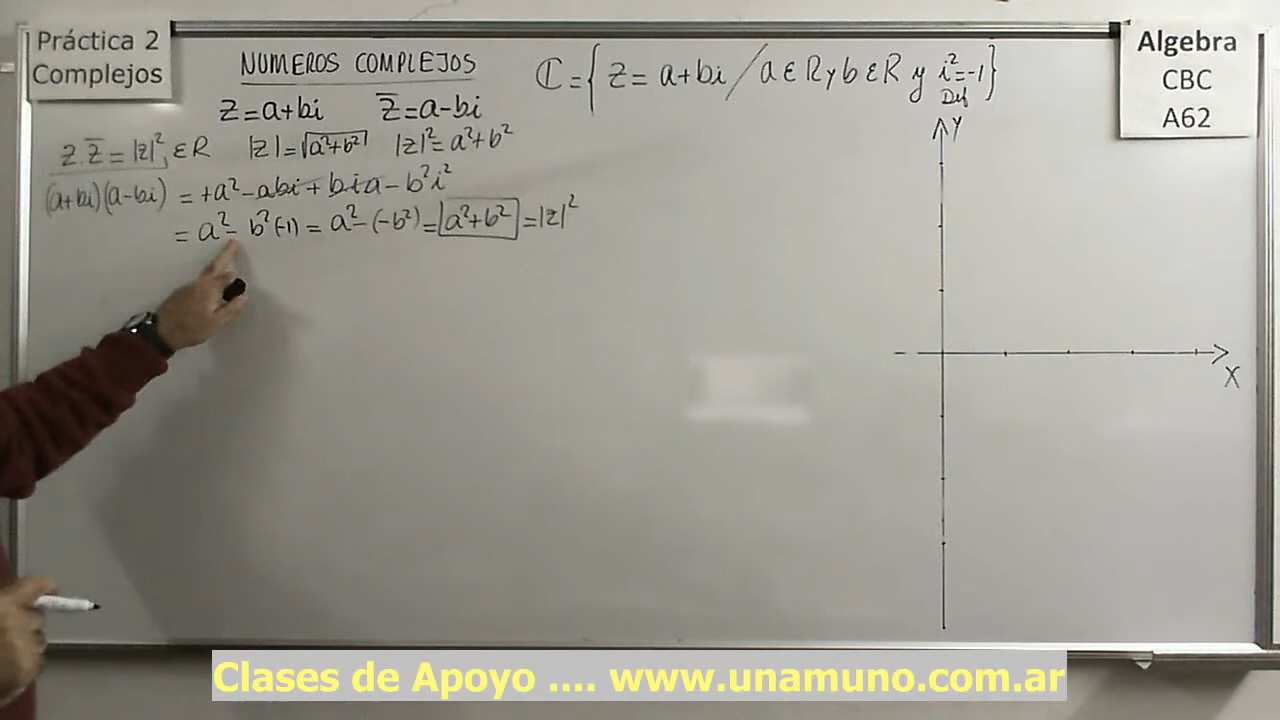 Práctica 2
Complejos
NUMEROS COMPLEJOS
z=a+bi z̄=a-bi
z.z̄=|z|², ∈R |z|=√a²+b² |z|²=a²+b²
(a+bi)(a-bi) = +a²-abi+bia-b²i²
= a²-b²(-1) = a²-(-b²)= a²+b² =|z|²
ℂ={z=a+bi/a∈R y b∈R y i²=-1}
Def
Algebra
CBC
A62
Y
X
Clases de Apoyo .... www.unamuno.com.ar